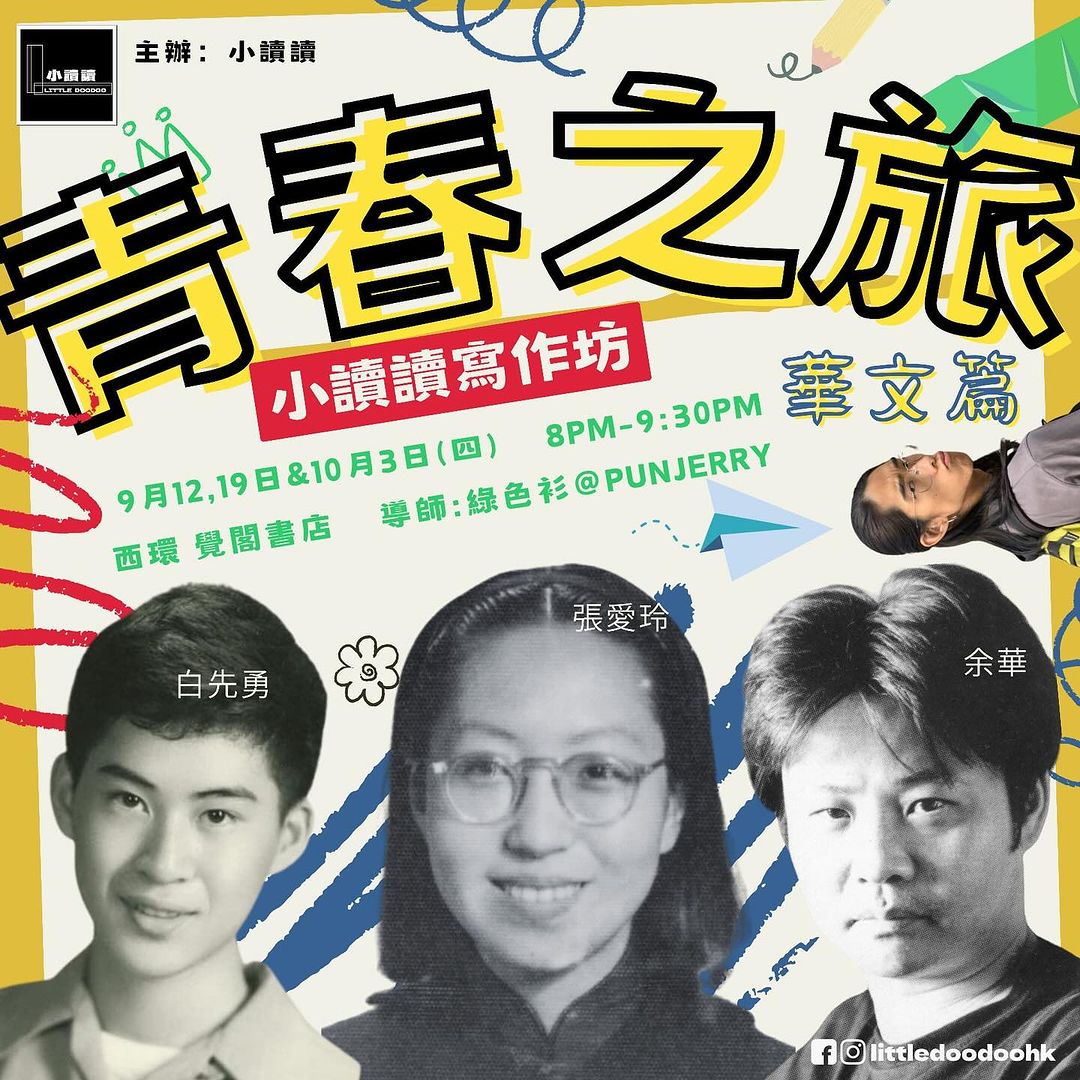 小讀讀
LITTLE DOODOO
主辦：小讀讀
青春之旅
小讀讀寫作坊
華文篇
9月12,19日&10月3日(四) 8PM-9:30PM
西環 覺閣書店 導師:綠色衫@PUNJERRY
白先勇
張愛玲
余華
littledoodoohk